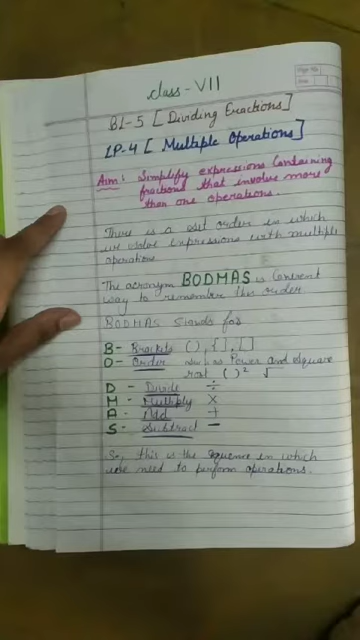 Class - VII
BL-5 [Dividing Fractions]
LP-4 [Multiple Operations]
Aim: Simplify expressions Containing
fractions that involve more
than one operations.
There is a set order in which
we solve expressions with multiple
operations.
The acronym BODMAS is
way to remember this order
BODMAS Stands for
B- Brackets ( ), { }, [ ]
O- Order such as Power and square
root ( )² √
D - Divide ÷
M - Multiply ×
A - Add +
S - Subtract -
So, this is the sequence in which
we need to perform operations.